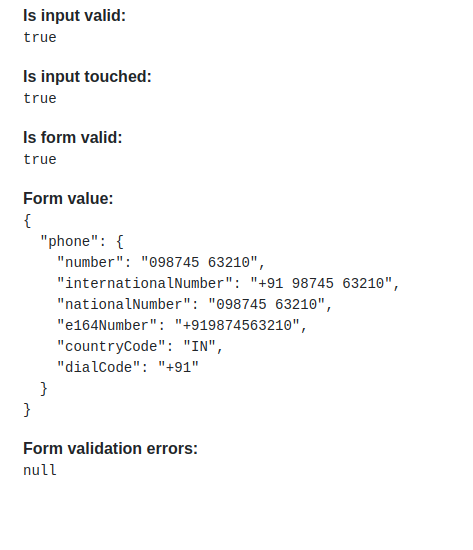 Is input valid:
true
Is input touched:
true
Is form valid:
true
Form value:
{
  "phone": {
    "number": "098745 63210",
    "internationalNumber": "+91 98745 63210",
    "nationalNumber": "098745 63210",
    "e164Number": "+919874563210",
    "countryCode": "IN",
    "dialCode": "+91"
  }
}
Form validation errors:
null